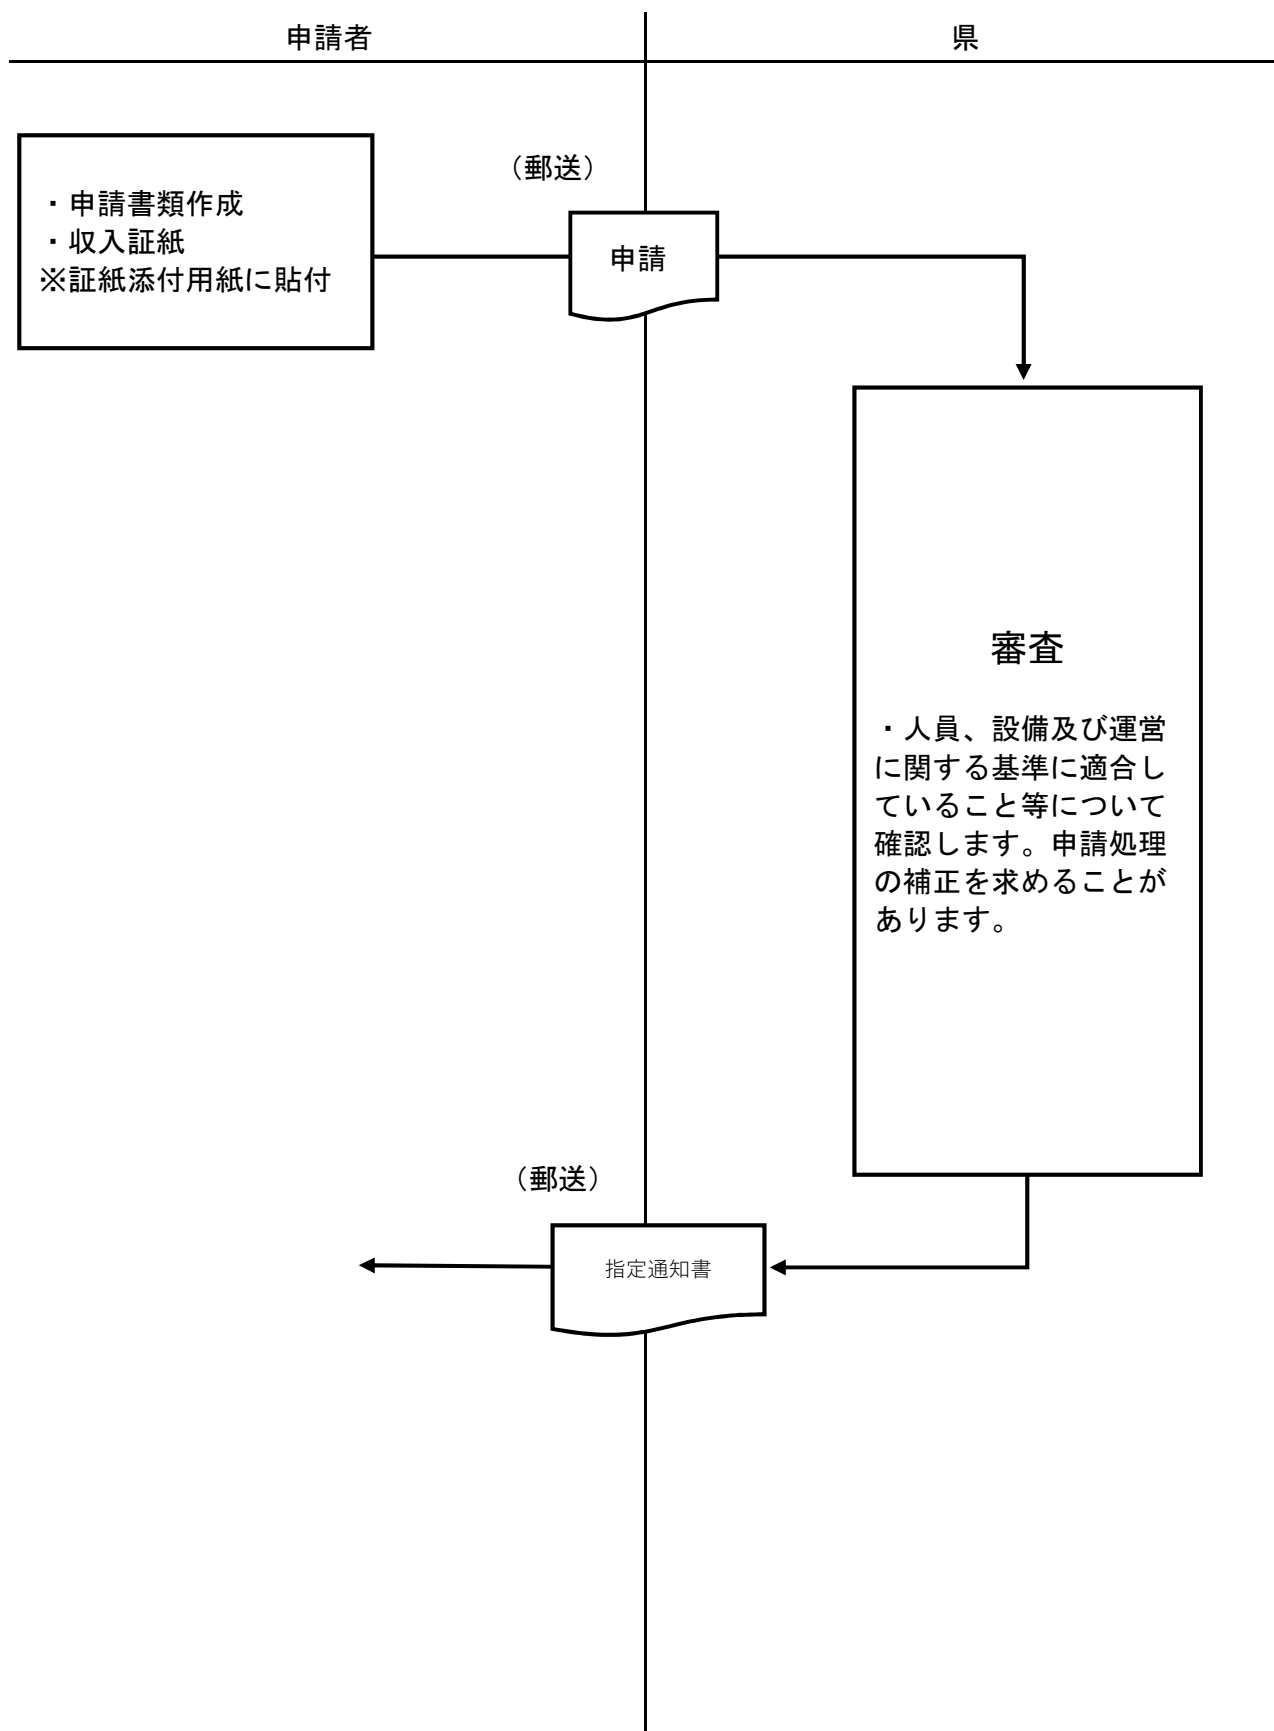 申請者
県
（郵送）
・申請書類作成
・収入証紙
※証紙添付用紙に貼付
申請
審査
・人員、設備及び運営
に関する基準に適合し
ていること等について
確認します。申請処理
の補正を求めることが
あります。
（郵送）
指定通知書